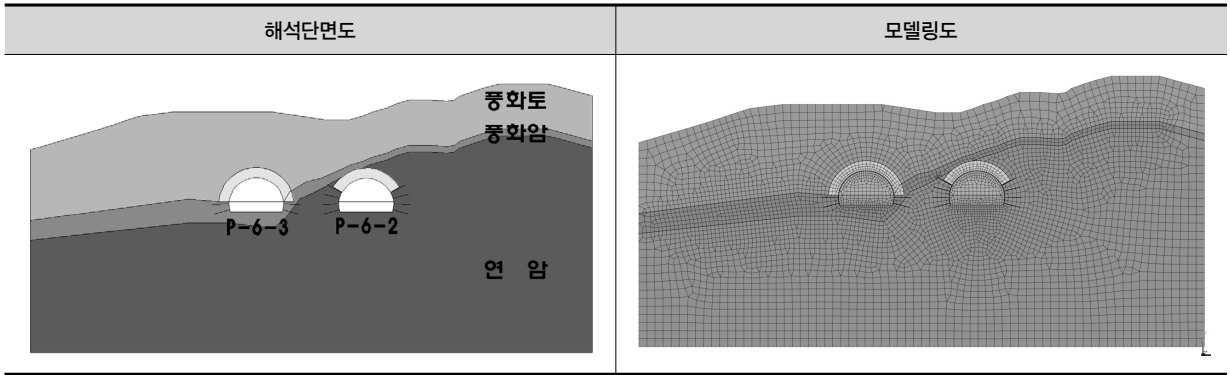 해석단면도
모델링도
풍화토
풍화암
P-6-3
P-6-2
연 암